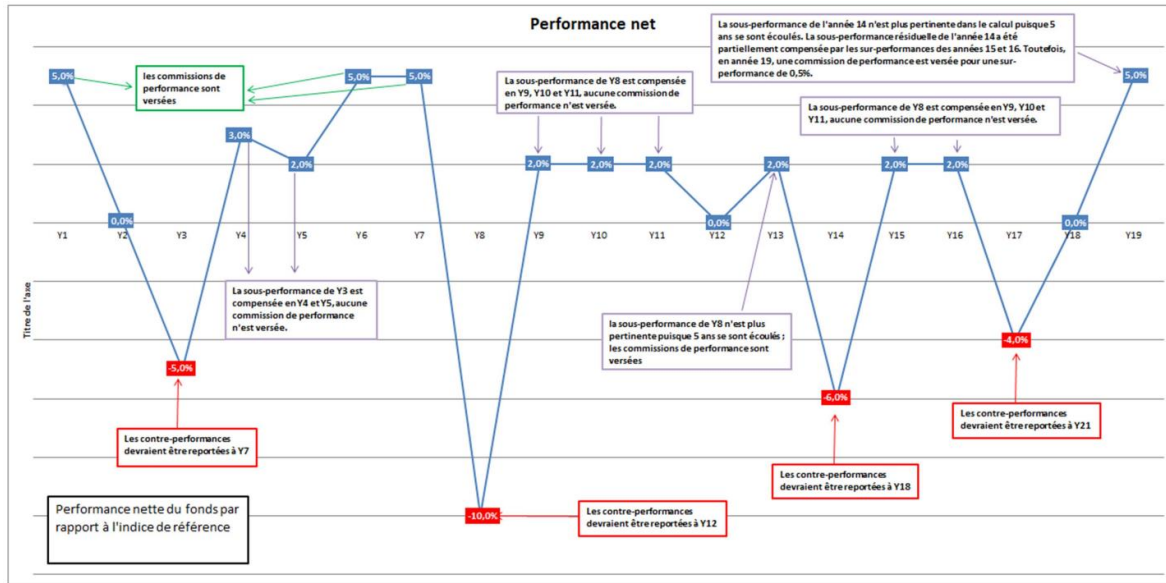 Performance net
La sous-performance de l'année 14 n'est plus pertinente dans le calcul puisque 5
ans se sont écoulés. La sous-performance résiduelle de l'année 14 a été
partiellement compensée par les sur-performances des années 15 et 16. Toutefois,
en année 19, une commission de performance est versée pour une sur-
performance de 0,5%.
les commissions de
performance sont
versées
La sous-performance de Y8 est compensée
en Y9, Y10 et Y11, aucune commission de
performance n'est versée.
La sous-performance de Y8 est compensée en Y9, Y10 et
Y11, aucune commission de performance n'est versée.
5,0%
0,0%
-5,0%
3,0%
2,0%
5,0%
5,0%
-10,0%
2,0%
2,0%
2,0%
0,0%
2,0%
-6,0%
2,0%
2,0%
-4,0%
0,0%
5,0%
Y1
Y2
Y3
Y4
Y5
Y6
Y7
Y8
Y9
Y10
Y11
Y12
Y13
Y14
Y15
Y16
Y17
Y18
Y19
Titre de l'axe
La sous-performance de Y3 est
compensée en Y4 et Y5, aucune
commission de performance
n'est versée.
la sous-performance de Y8 n'est plus
pertinente puisque 5 ans se sont écoulés ;
les commissions de performance sont
versées
Les contre-performances
devraient être reportées à Y7
Les contre-performances
devraient être reportées à Y21
Les contre-performances
devraient être reportées à Y18
Les contre-performances
devraient être reportées à Y12
Performance nette du fonds par
rapport à l'indice de référence